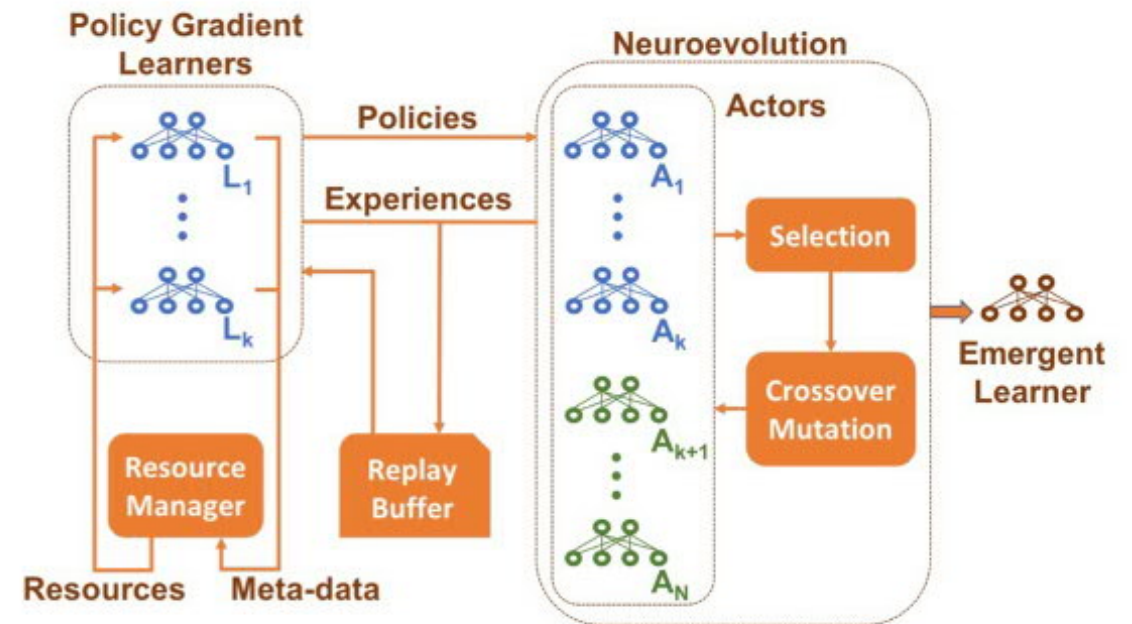 Policy Gradient
Learners
L1
Lk
Resource
Manager
Resources
Meta-data
Policies
Experiences
Replay
Buffer
Neuroevolution
Actors
A1
Ak
Ak+1
AN
Selection
Crossover
Mutation
Emergent
Learner